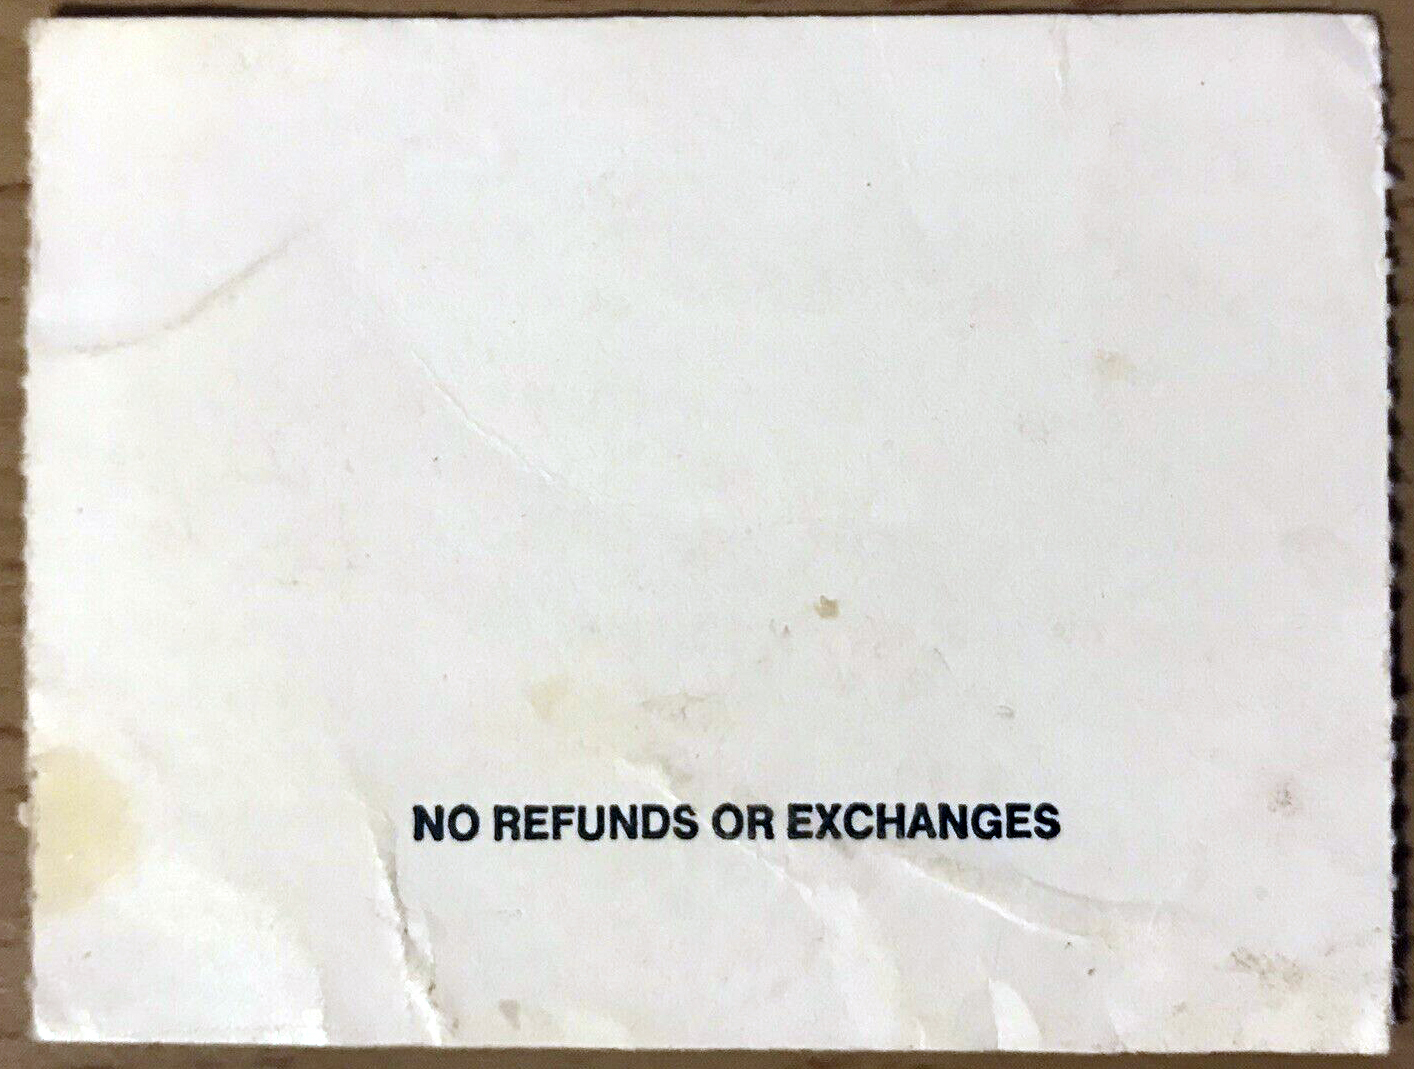 NO REFUNDS OR EXCHANGES